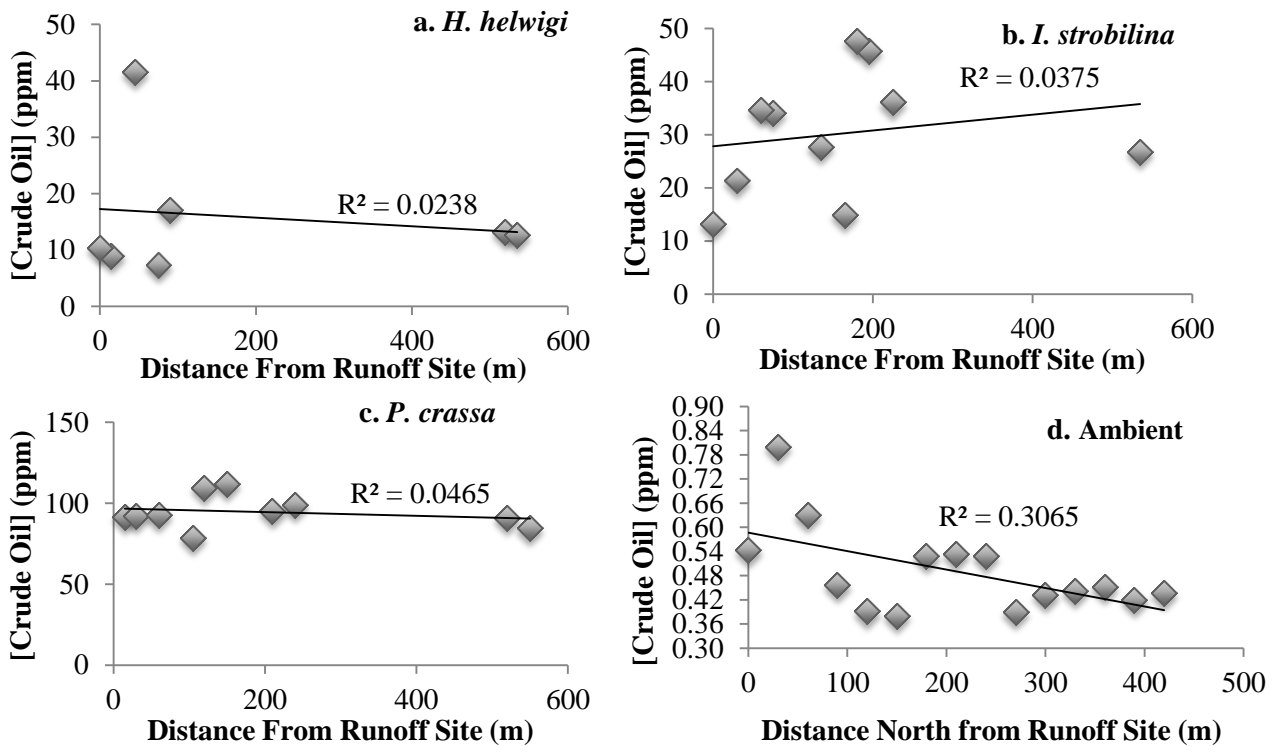 a. H. helwigi
[Crude Oil] (ppm)
50
40
30
20
10
0
R² = 0.0238
0 200 400 600
Distance From Runoff Site (m)
b. I. strobilina
[Crude Oil] (ppm)
50
40
30
20
10
0
R² = 0.0375
0 200 400 600
Distance From Runoff Site (m)
c. P. crassa
[Crude Oil] (ppm)
150
100
50
0
R² = 0.0465
0 200 400 600
Distance From Runoff Site (m)
d. Ambient
[Crude Oil] (ppm)
0.90
0.84
0.78
0.72
0.66
0.60
0.54
0.48
0.42
0.36
0.30
R² = 0.3065
0 100 200 300 400 500
Distance North from Runoff Site (m)